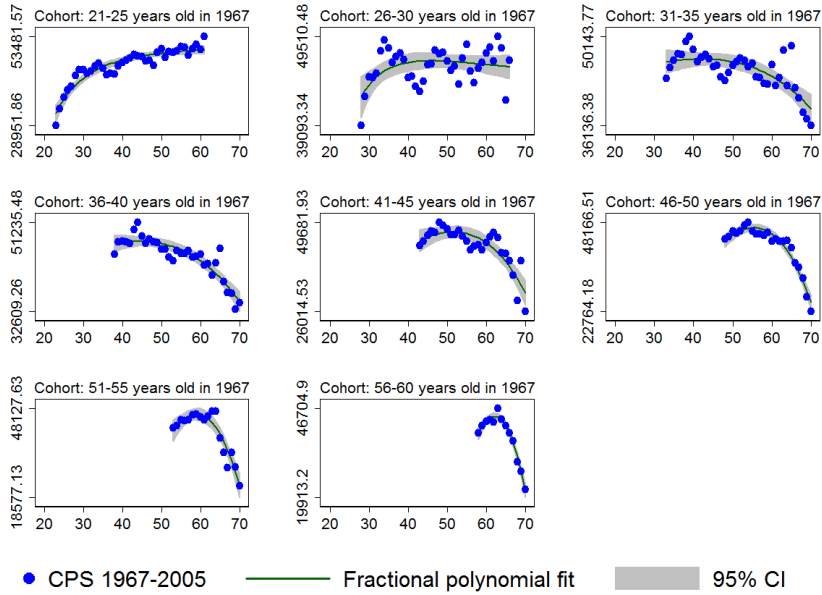 Cohort: 21-25 years old in 1967
53481.57
28951.86
20 30 40 50 60 70
Cohort: 26-30 years old in 1967
49510.48
39093.34
20 30 40 50 60 70
Cohort: 31-35 years old in 1967
50143.77
36136.38
20 30 40 50 60 70
Cohort: 36-40 years old in 1967
51235.48
32609.26
20 30 40 50 60 70
Cohort: 41-45 years old in 1967
49681.93
26014.53
20 30 40 50 60 70
Cohort: 46-50 years old in 1967
48166.51
22764.18
20 30 40 50 60 70
Cohort: 51-55 years old in 1967
48127.63
18577.13
20 30 40 50 60 70
Cohort: 56-60 years old in 1967
46704.9
19913.2
20 30 40 50 60 70
CPS 1967-2005
Fractional polynomial fit
95% CI